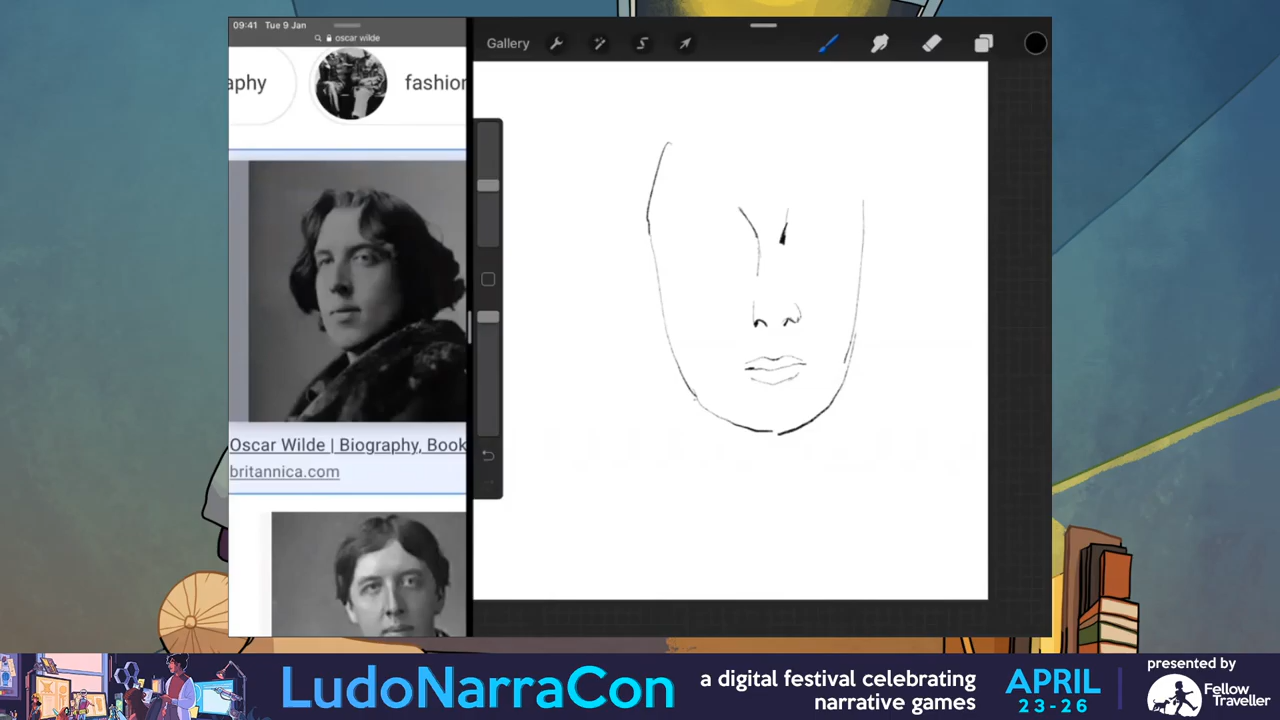 09:41 Tue 9 Jan
oscar wilde
aphy
fashion
Oscar Wilde | Biography, Book
britannica.com
Gallery
LudoNarraCon
a digital festival celebrating
narrative games
APRIL
23-26
presented by
Fellow
Traveller